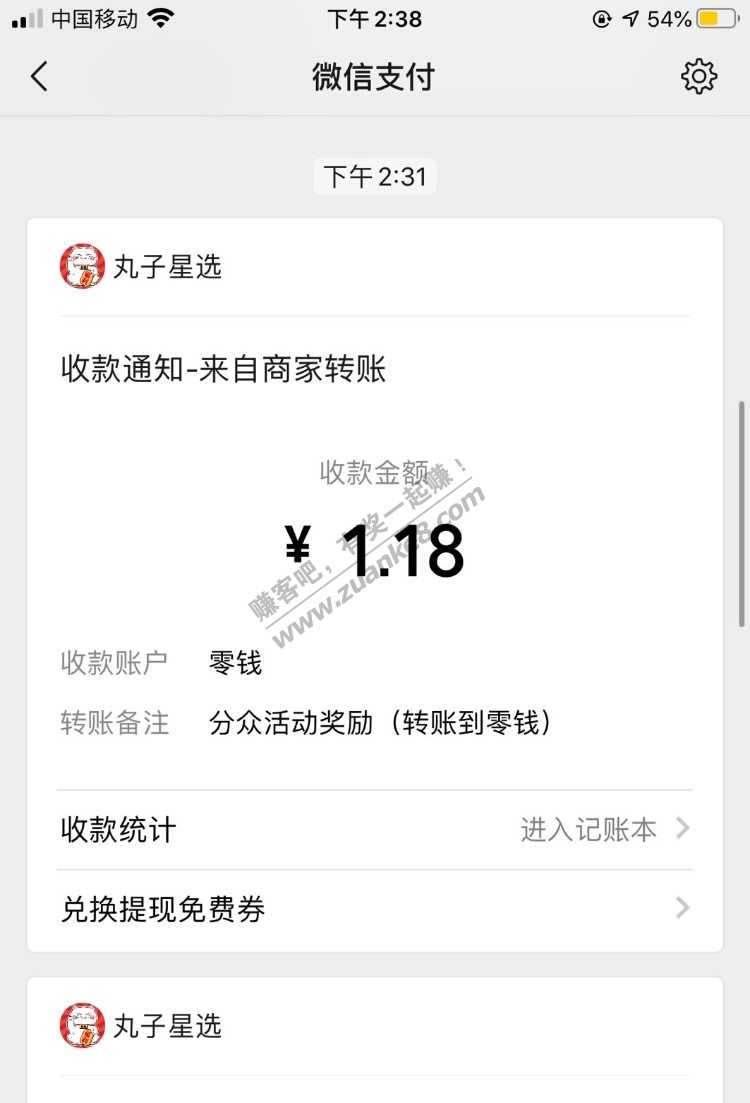 中国移动 下午2:38 54%
微信支付
下午2:31
丸子星选
收款通知-来自商家转账
收款金额
¥ 1.18
赚客吧，有奖一起赚！
www.zuanke8.com
收款账户 零钱
转账备注 分众活动奖励（转账到零钱）
收款统计 进入记账本
兑换提现免费券
丸子星选